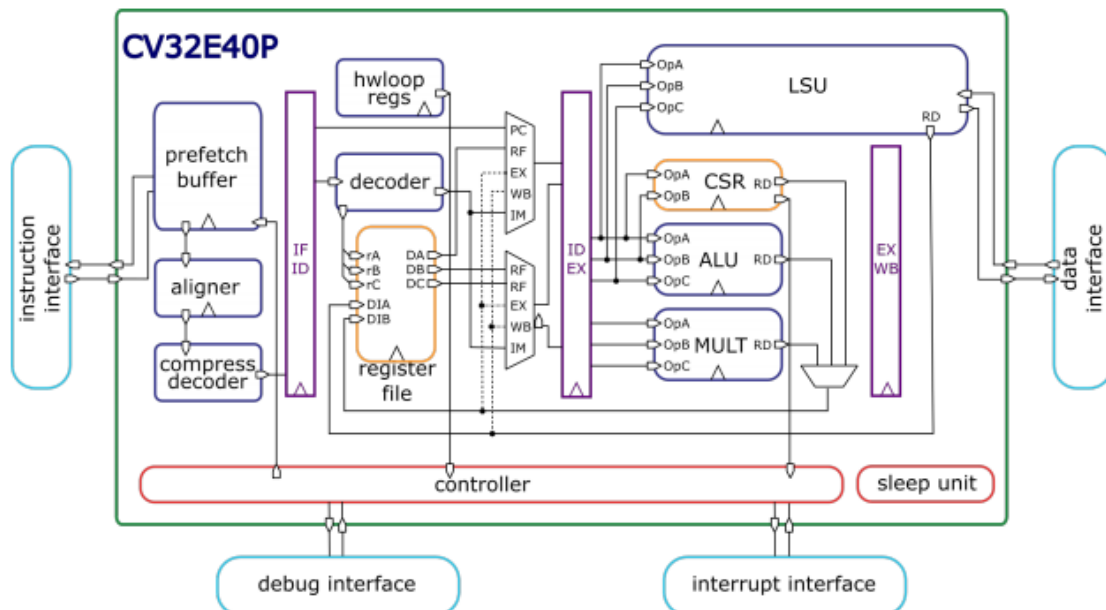 CV32E40P
instruction
interface
prefetch
buffer
aligner
compress
decoder
IF
ID
hwloop
regs
decoder
rA
rB
rC
DIA
DIB
DA
DB
DC
register
file
PC
RF
EX
WB
IM
RF
RF
EX
WB
IM
ID
EX
OpA
OpB
OpC
LSU
RD
OpA
OpB
CSR
RD
OpA
OpB
OpC
ALU
RD
OpA
OpB
OpC
MULT
RD
EX
WB
data
interface
controller
sleep unit
debug interface
interrupt interface